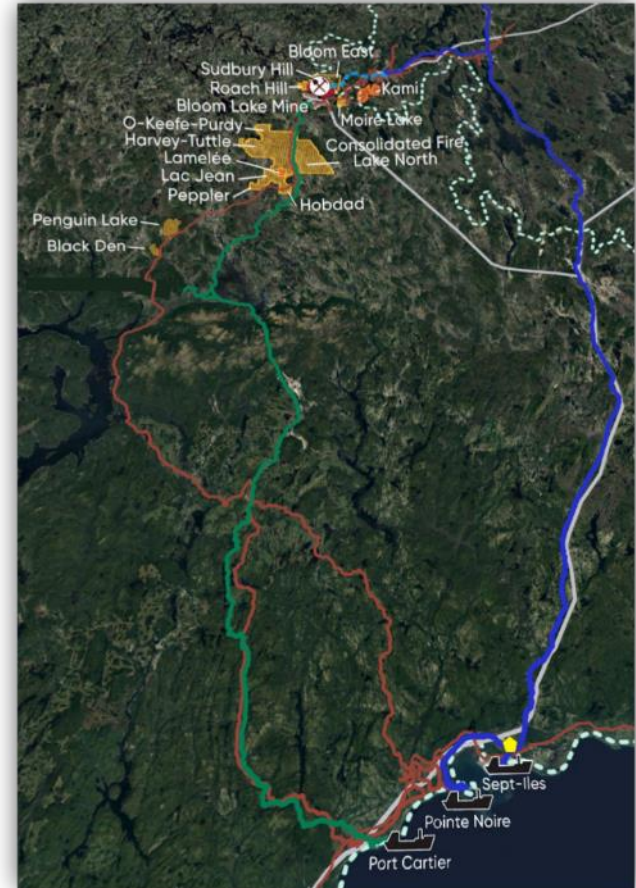 Bloom East
Sudbury Hill
Roach Hill
Kami
Bloom Lake Mine
Moire Lake
O-Keefe-Purdy
Harvey-Tuttle
Consolidated Fire
Lake North
Lamelée
Lac Jean
Peppler
Hobdad
Penguin Lake
Black Den
Sept-Iles
Pointe Noire
Port Cartier